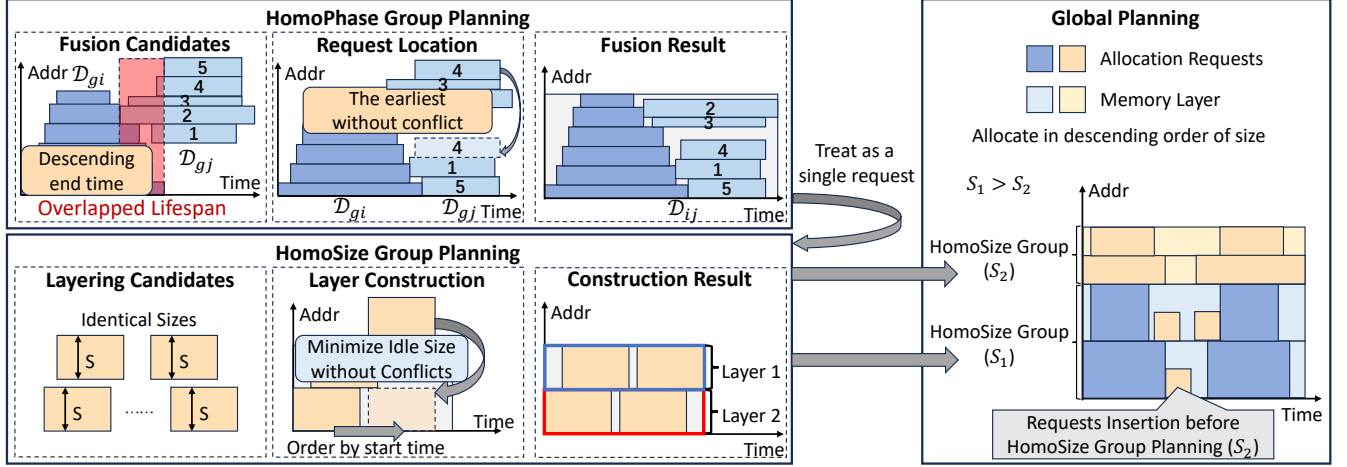 HomoPhase Group Planning
Fusion Candidates
Addr
𝒟gi
5
4
3
2
1
𝒟gj
Descending
end time
Time
Overlapped Lifespan
Request Location
Addr
4
3
The earliest
without conflict
4
1
5
𝒟gi
𝒟gj
Time
Fusion Result
Addr
2
3
4
1
5
𝒟ij
Time
Treat as a
single request
HomoSize Group Planning
Layering Candidates
Identical Sizes
S
S
S
......
S
Layer Construction
Addr
Minimize Idle Size
without Conflicts
Time
Order by start time
Construction Result
Addr
Layer 1
Layer 2
Time
Global Planning
Allocation Requests
Memory Layer
Allocate in descending order of size
S1 > S2
Addr
HomoSize Group
(S2)
HomoSize Group
(S1)
Time
Requests Insertion before
HomoSize Group Planning (S2)